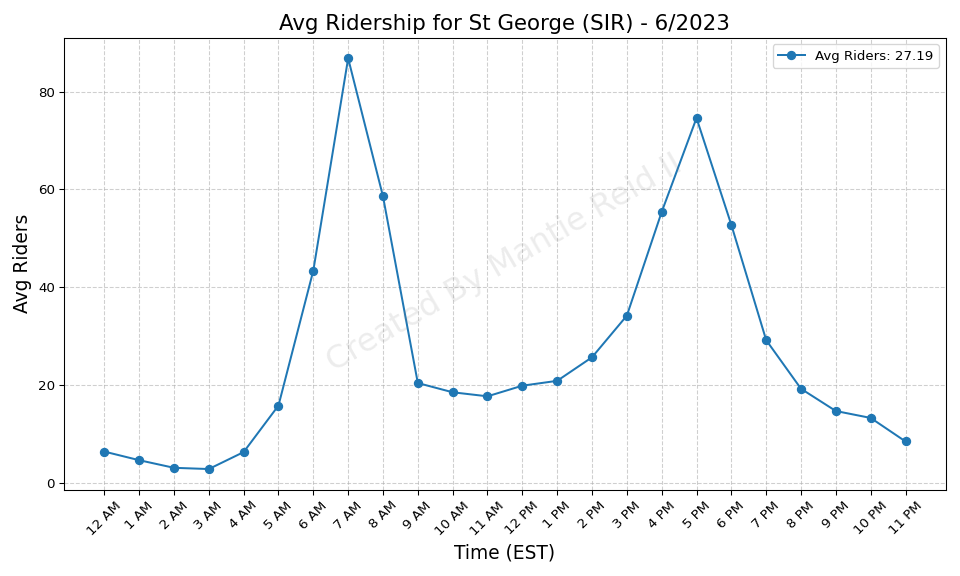 Avg Ridership for St George (SIR) - 6/2023
Avg Riders: 27.19
Avg Riders
80
60
40
20
0
Created By Mantle Reid II
12 AM
1 AM
2 AM
3 AM
4 AM
5 AM
6 AM
7 AM
8 AM
9 AM
10 AM
11 AM
12 PM
1 PM
2 PM
3 PM
4 PM
5 PM
6 PM
7 PM
8 PM
9 PM
10 PM
11 PM
Time (EST)